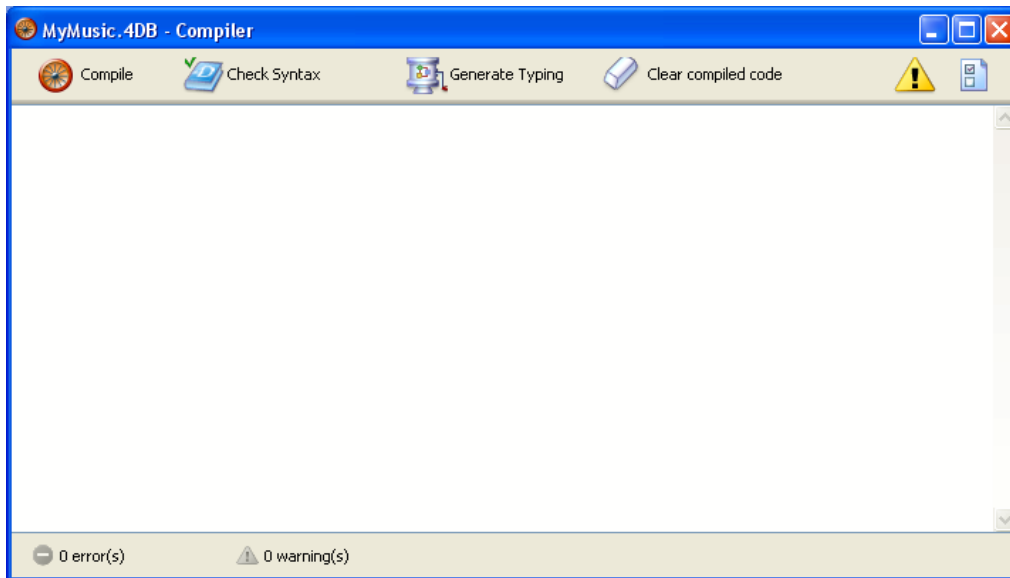 MyMusic.4DB - Compiler
Compile Check Syntax Generate Typing Clear compiled code
0 error(s) 0 warning(s)